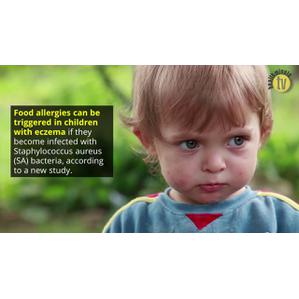 tv
Food allergies can be
triggered in children
with eczema if they
become infected with
Staphylococcus aureus
(SA) bacteria, according
to a new study.